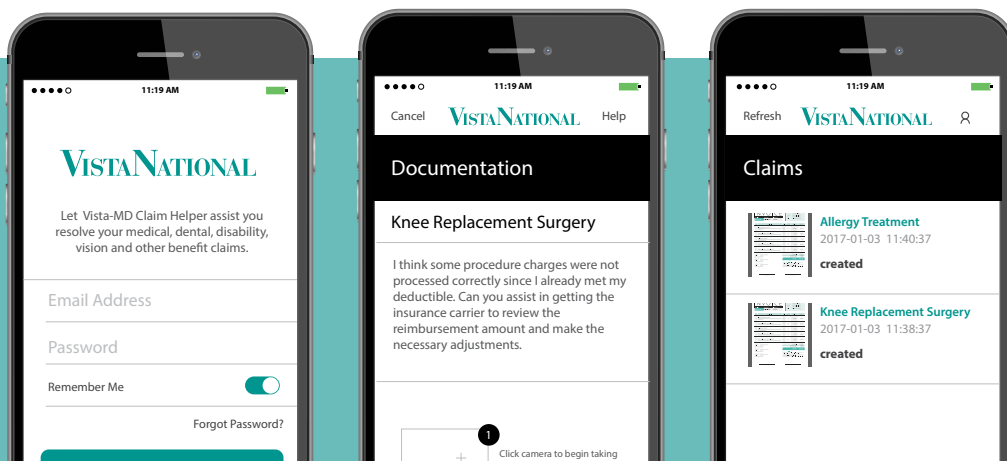 11:19 AM
VISTANATIONAL
Let Vista-MD Claim Helper assist you
resolve your medical, dental, disability,
vision and other benefit claims.
Email Address
Password
Remember Me
Forgot Password?
11:19 AM
Cancel VISTANATIONAL Help
Documentation
Knee Replacement Surgery
I think some procedure charges were not
processed correctly since I already met my
deductible. Can you assist in getting the
insurance carrier to review the
reimbursement amount and make the
necessary adjustments.
1
Click camera to begin taking
11:19 AM
Refresh VISTANATIONAL
Claims
Allergy Treatment
2017-01-03 11:40:37
created
Knee Replacement Surgery
2017-01-03 11:38:37
created